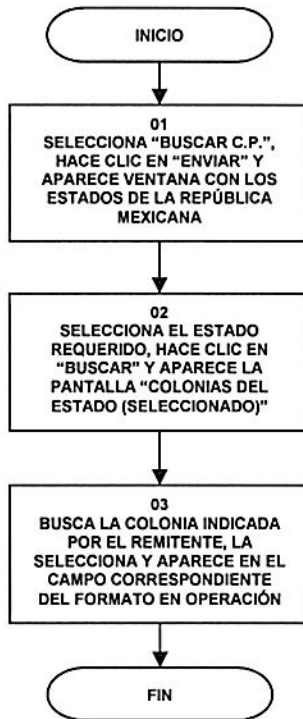 INICIO
01
SELECCIONA “BUSCAR C.P.”,
HACE CLIC EN “ENVIAR” Y
APARECE VENTANA CON LOS
ESTADOS DE LA REPÚBLICA
MEXICANA
02
SELECCIONA EL ESTADO
REQUERIDO, HACE CLIC EN
“BUSCAR” Y APARECE LA
PANTALLA “COLONIAS DEL
ESTADO (SELECCIONADO)”
03
BUSCA LA COLONIA INDICADA
POR EL REMITENTE, LA
SELECCIONA Y APARECE EN EL
CAMPO CORRESPONDIENTE
DEL FORMATO EN OPERACIÓN
FIN